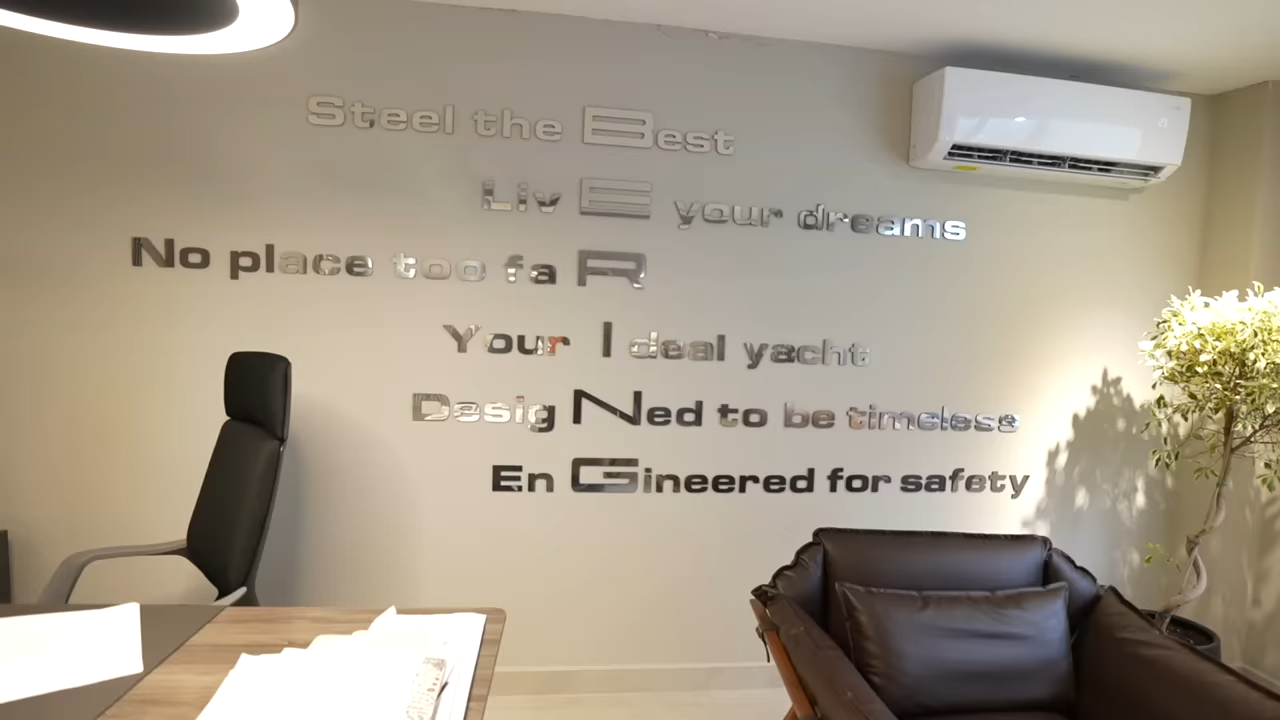 Steel the Best
LivE your dreams
No place too faR
Your Ideal yacht
DesigNed to be timeless
EnGineered for safety